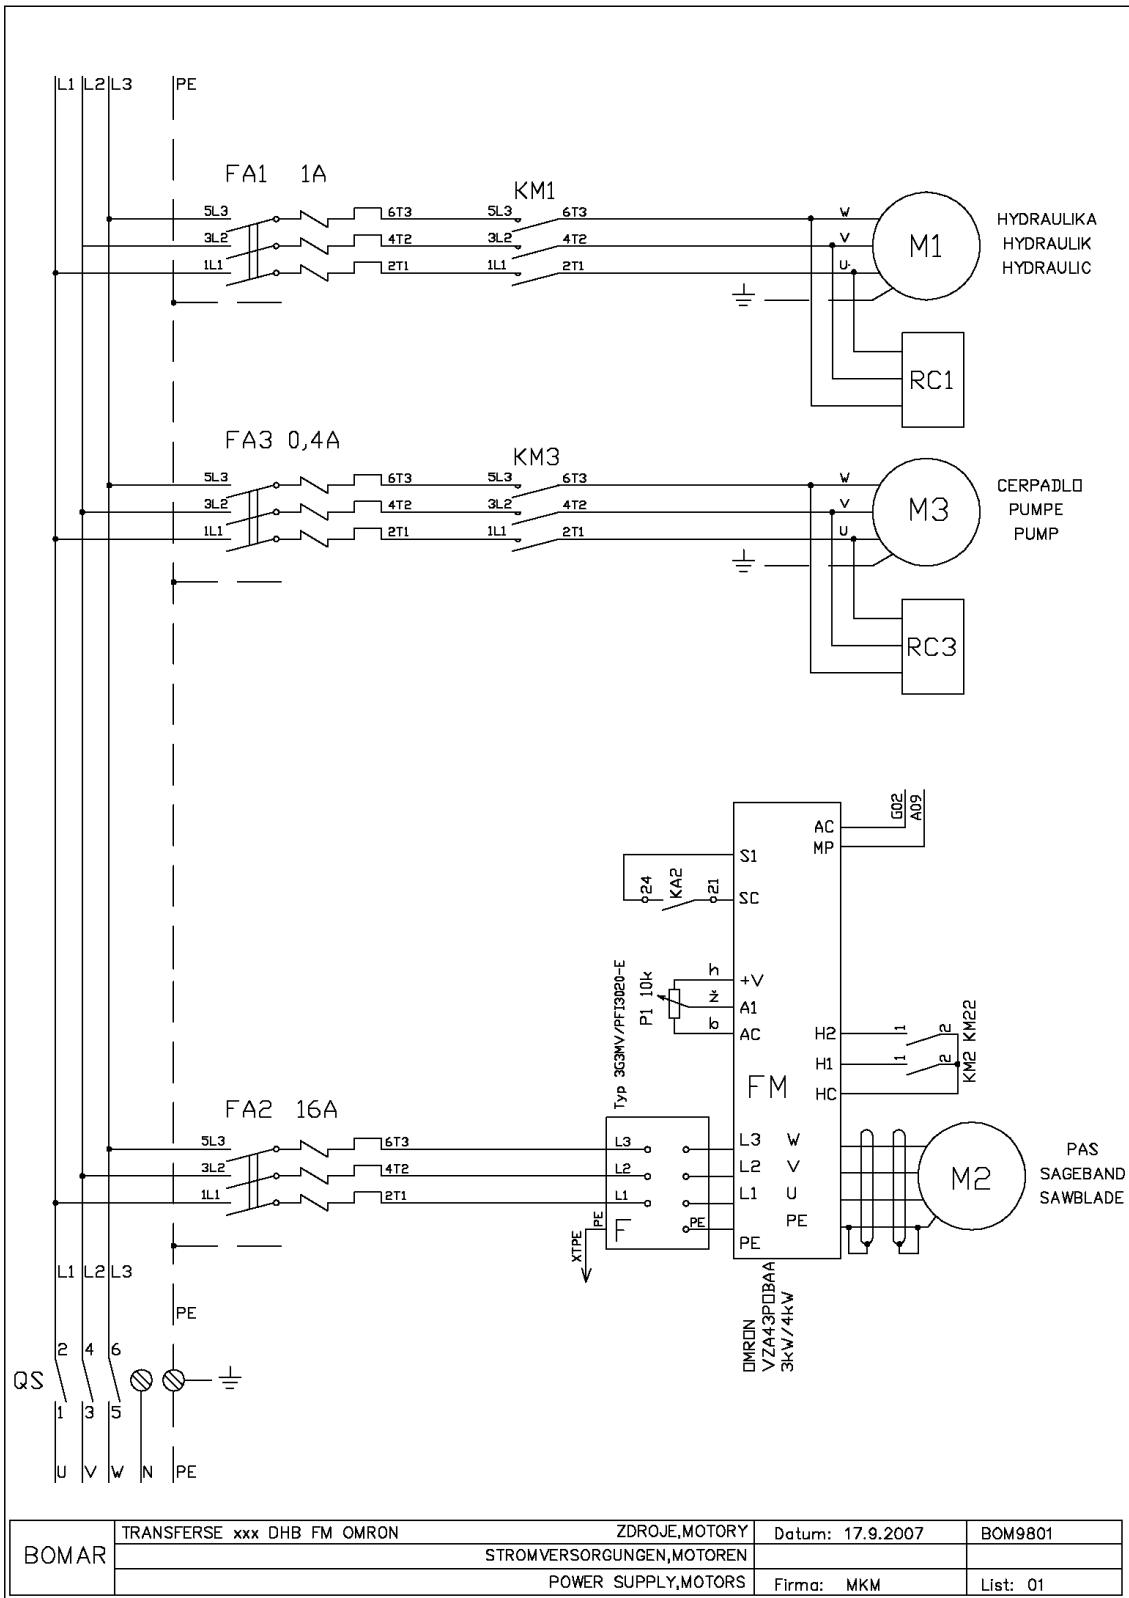 L1 L2 L3 PE
FA1 1A
KM1
5L3 6T3 5L3 6T3 W
3L2 4T2 3L2 4T2 V
1L1 2T1 1L1 2T1 U
M1
HYDRAULIKA
HYDRAULIK
HYDRAULIC
RC1
FA3 0,4A
KM3
5L3 6T3 5L3 6T3 W
3L2 4T2 3L2 4T2 V
1L1 2T1 1L1 2T1 U
M3
CERPADLO
PUMPE
PUMP
RC3
G02
A09
AC
MP
S1
24 KA2 21
SC
Typ 3G3MV/PFI3020-E
P1 10k
h +V
ž A1
b AC
H2 1 2 KM22
H1 1 2 KM2
HC
FM
FA2 16A
5L3 6T3 L3 L3 W
3L2 4T2 L2 L2 V
1L1 2T1 L1 L1 U
PE F PE PE
PE
XTPE
M2
PAS
SAGEBAND
SAWBLADE
OMRON
VZA43POBAA
3kW/4kW
L1 L2 L3
PE
2 4 6
QS
1 3 5
U V W N PE
BOMAR
TRANSFERSE xxx DHB FM OMRON ZDROJE,MOTORY Datum: 17.9.2007 BOM9801
STROMVERSORGUNGEN,MOTOREN
POWER SUPPLY,MOTORS Firma: MKM List: 01